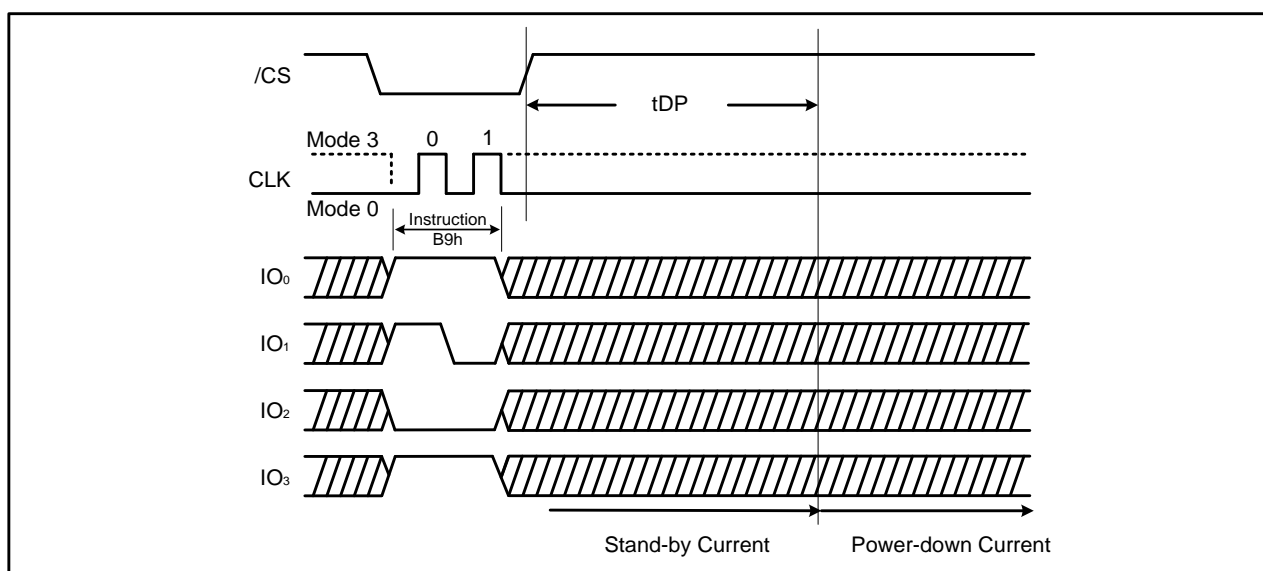 /CS
tDP
Mode 3
0
1
CLK
Mode 0
Instruction
B9h
IO₀
IO₁
IO₂
IO₃
Stand-by Current
Power-down Current